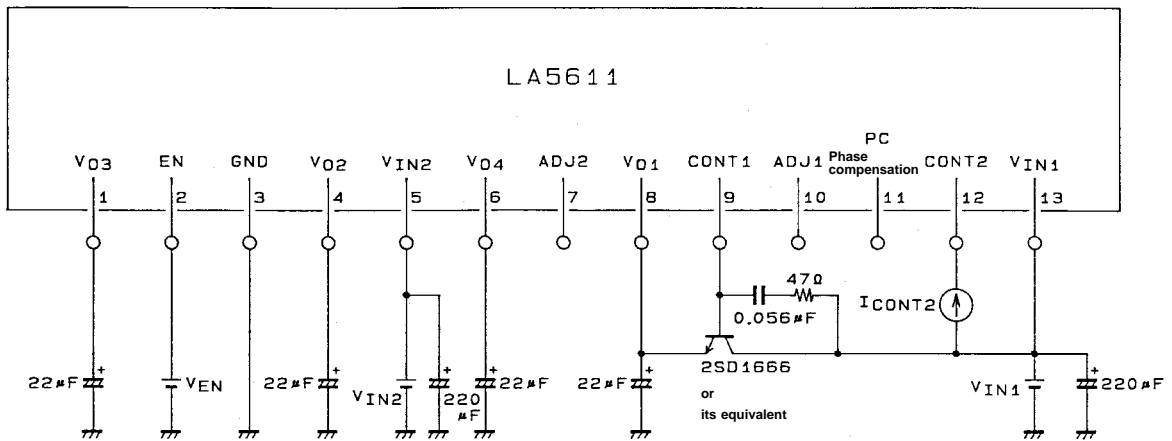 LA5611
PC
VO3 EN GND VO2 VIN2 VO4 ADJ2 VO1 CONT1 ADJ1 Phase compensation CONT2 VIN1
1 2 3 4 5 6 7 8 9 10 11 12 13
47Ω
0.056μF
ICONT2
2SD1666
or
its equivalent
22μF
VEN
22μF
VIN2
220μF
22μF
22μF
VIN1
220μF